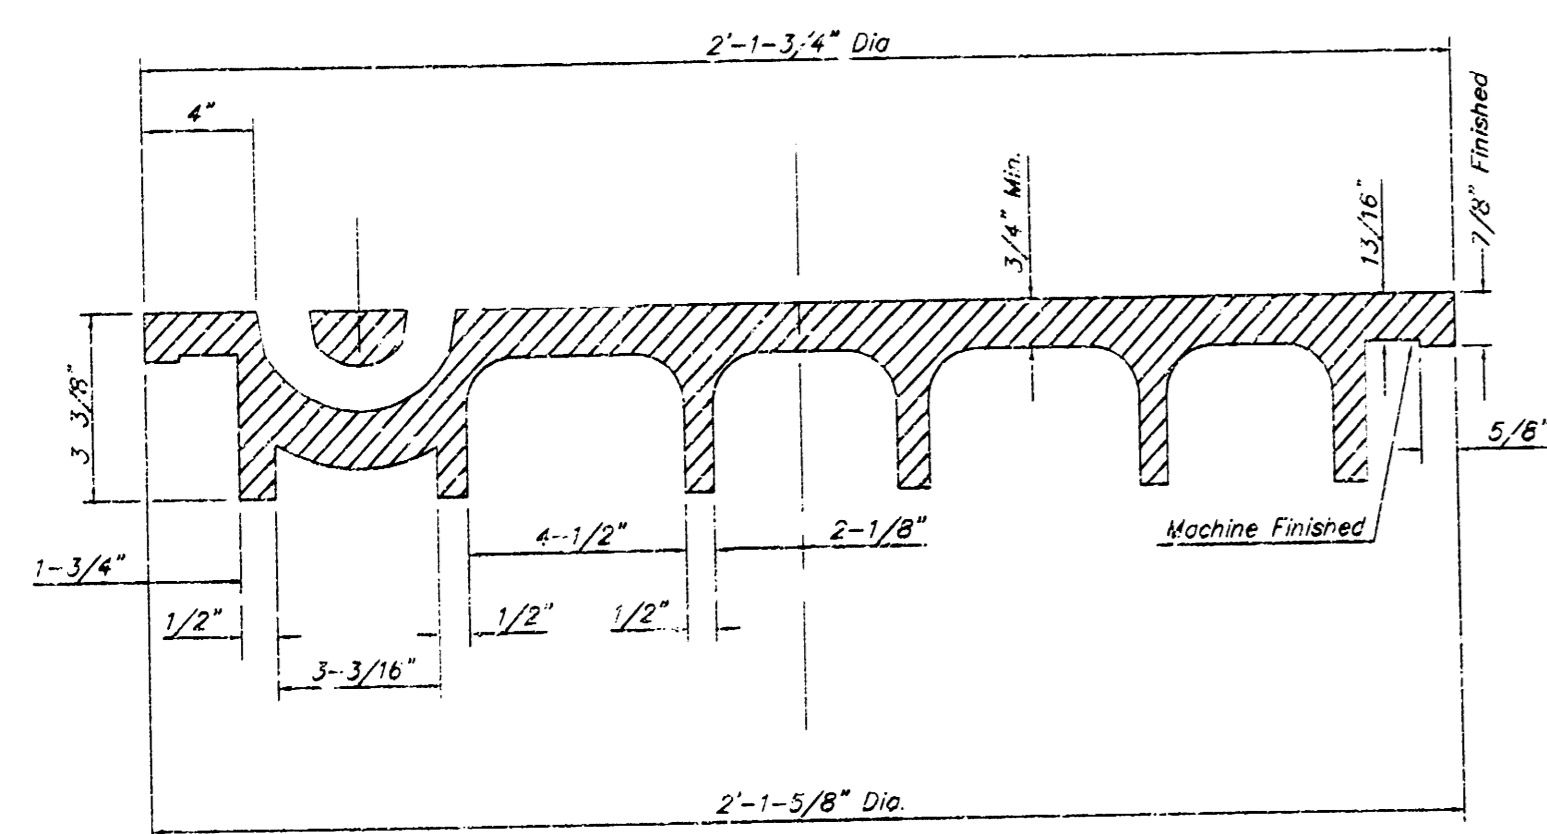 2'-1-3/4" Dia
4"
3/4" Min.
13/16"
7/8" Finished
3 3/8"
5/8"
4-1/2"
2-1/8"
Machine Finished
1-3/4"
1/2"
1/2"
1/2"
3-3/16"
2'-1-5/8" Dia.